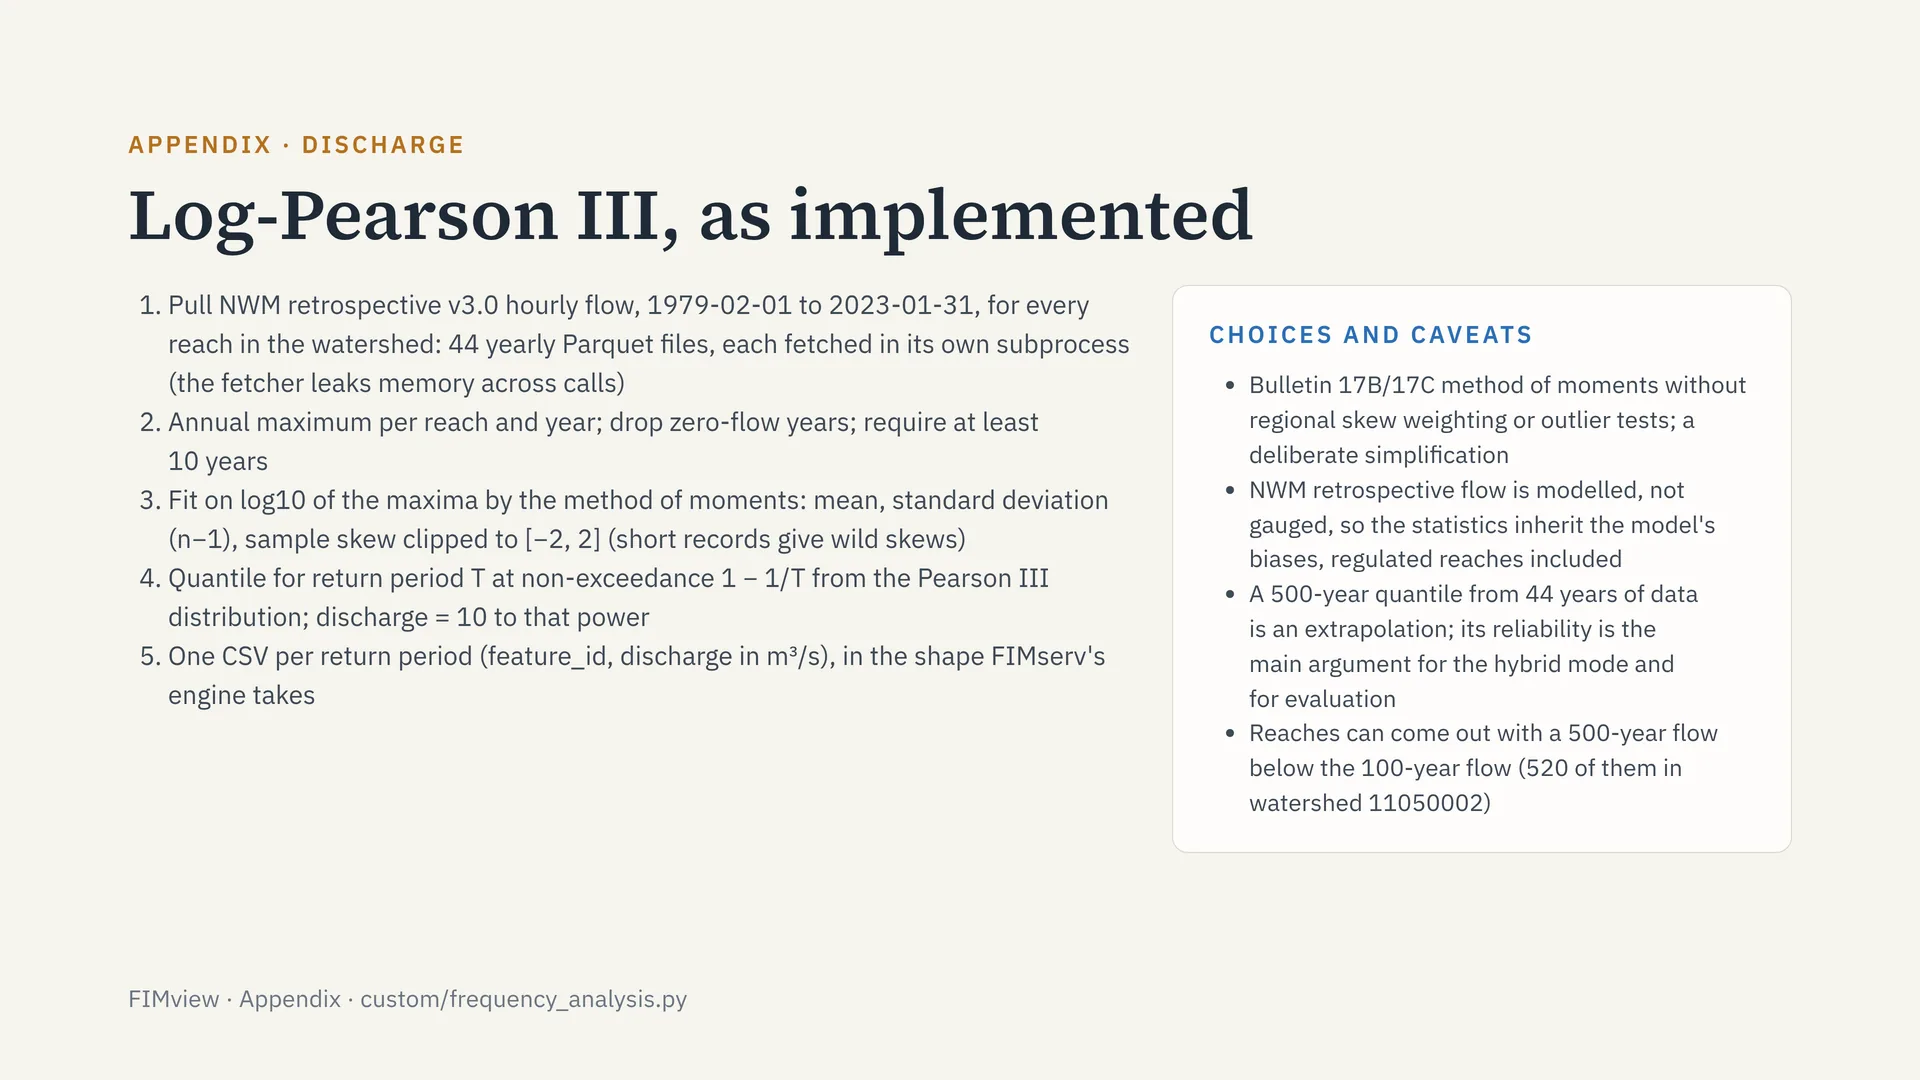 APPENDIX · DISCHARGE
Log-Pearson III, as implemented
1. Pull NWM retrospective v3.0 hourly flow, 1979-02-01 to 2023-01-31, for every
reach in the watershed: 44 yearly Parquet files, each fetched in its own subprocess
(the fetcher leaks memory across calls)
2. Annual maximum per reach and year; drop zero-flow years; require at least
10 years
3. Fit on log10 of the maxima by the method of moments: mean, standard deviation
(n−1), sample skew clipped to [−2, 2] (short records give wild skews)
4. Quantile for return period T at non-exceedance 1 − 1/T from the Pearson III
distribution; discharge = 10 to that power
5. One CSV per return period (feature_id, discharge in m³/s), in the shape FIMserv's
engine takes
CHOICES AND CAVEATS
• Bulletin 17B/17C method of moments without
regional skew weighting or outlier tests; a
deliberate simplification
• NWM retrospective flow is modelled, not
gauged, so the statistics inherit the model's
biases, regulated reaches included
• A 500-year quantile from 44 years of data
is an extrapolation; its reliability is the
main argument for the hybrid mode and
for evaluation
• Reaches can come out with a 500-year flow
below the 100-year flow (520 of them in
watershed 11050002)
FIMview · Appendix · custom/frequency_analysis.py